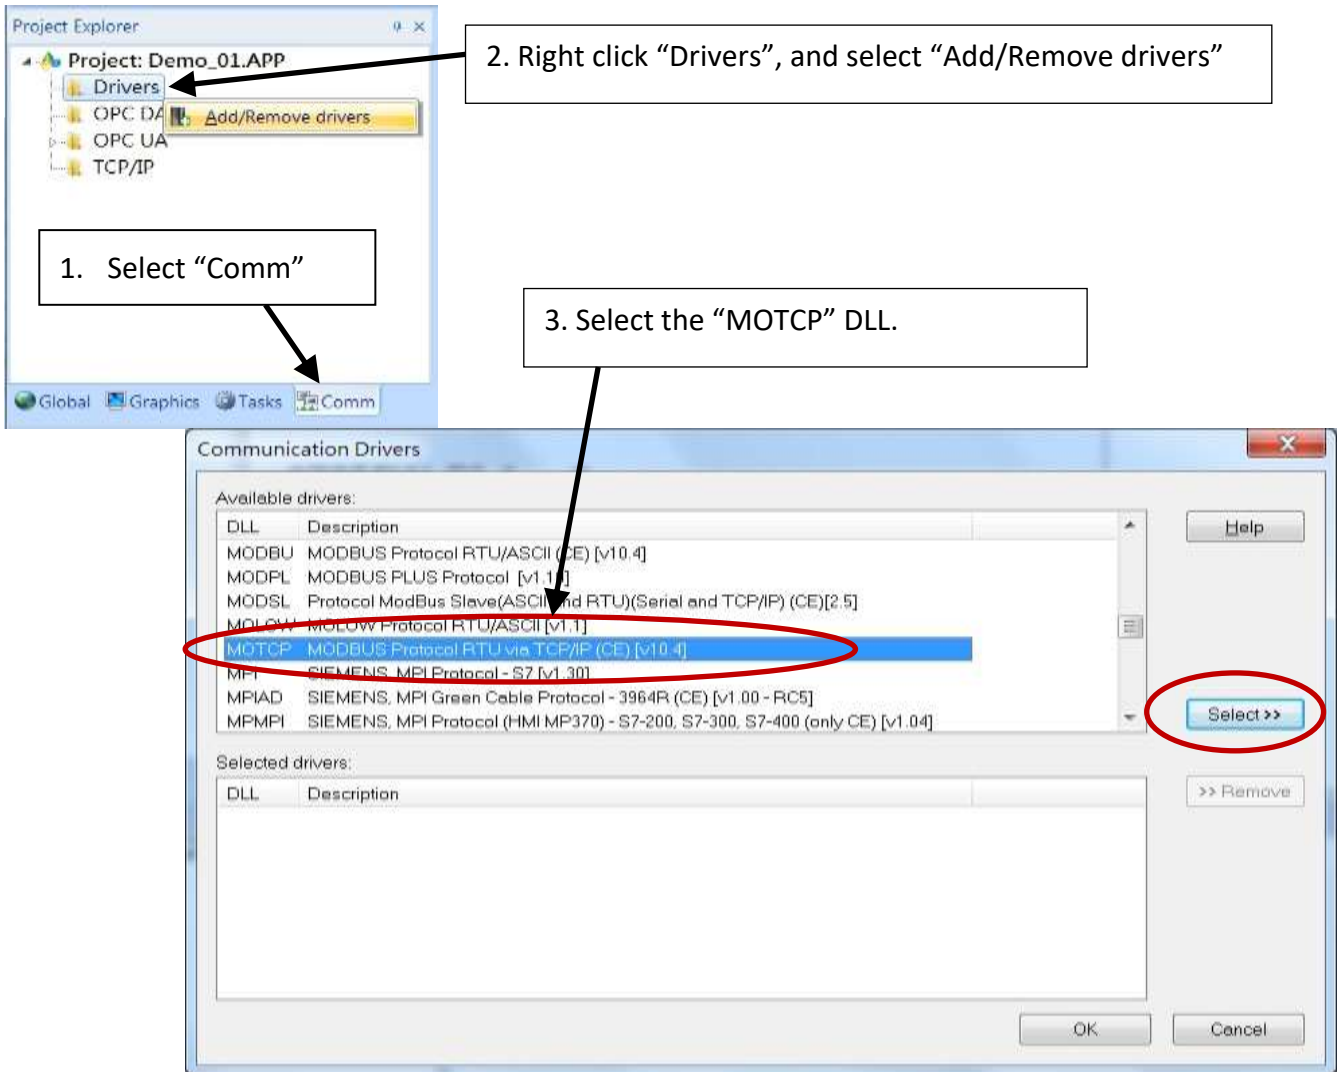 Project Explorer
2. Right click “Drivers”, and select “Add/Remove drivers”
Project: Demo_01.APP
Drivers
OPC DA
Add/Remove drivers
OPC UA
TCP/IP
1. Select “Comm”
3. Select the “MOTCP” DLL.
Global Graphics Tasks Comm
Communication Drivers
Available drivers:
DLL Description
Help
MODBU MODBUS Protocol RTU/ASCII (CE) [v10.4]
MODPL MODBUS PLUS Protocol
MODSL Protocol ModBus Slave(ASCII and RTU)(Serial and TCP/IP) (CE)[2.5]
MOLOW MOLOW Protocol RTU/ASCII [v1.1]
MOTCP MODBUS Protocol RTU via TCP/IP (CE) [v10.4]
MPI SIEMENS, MPI Protocol - S7 [v1.30]
MPIAD SIEMENS, MPI Green Cable Protocol - 3964R (CE) [v1.00 - RC5]
MPMPI SIEMENS, MPI Protocol (HMI MP370) - S7-200, S7-300, S7-400 (only CE) [v1.04]
Select >>
Selected drivers:
DLL Description
>> Remove
OK Cancel